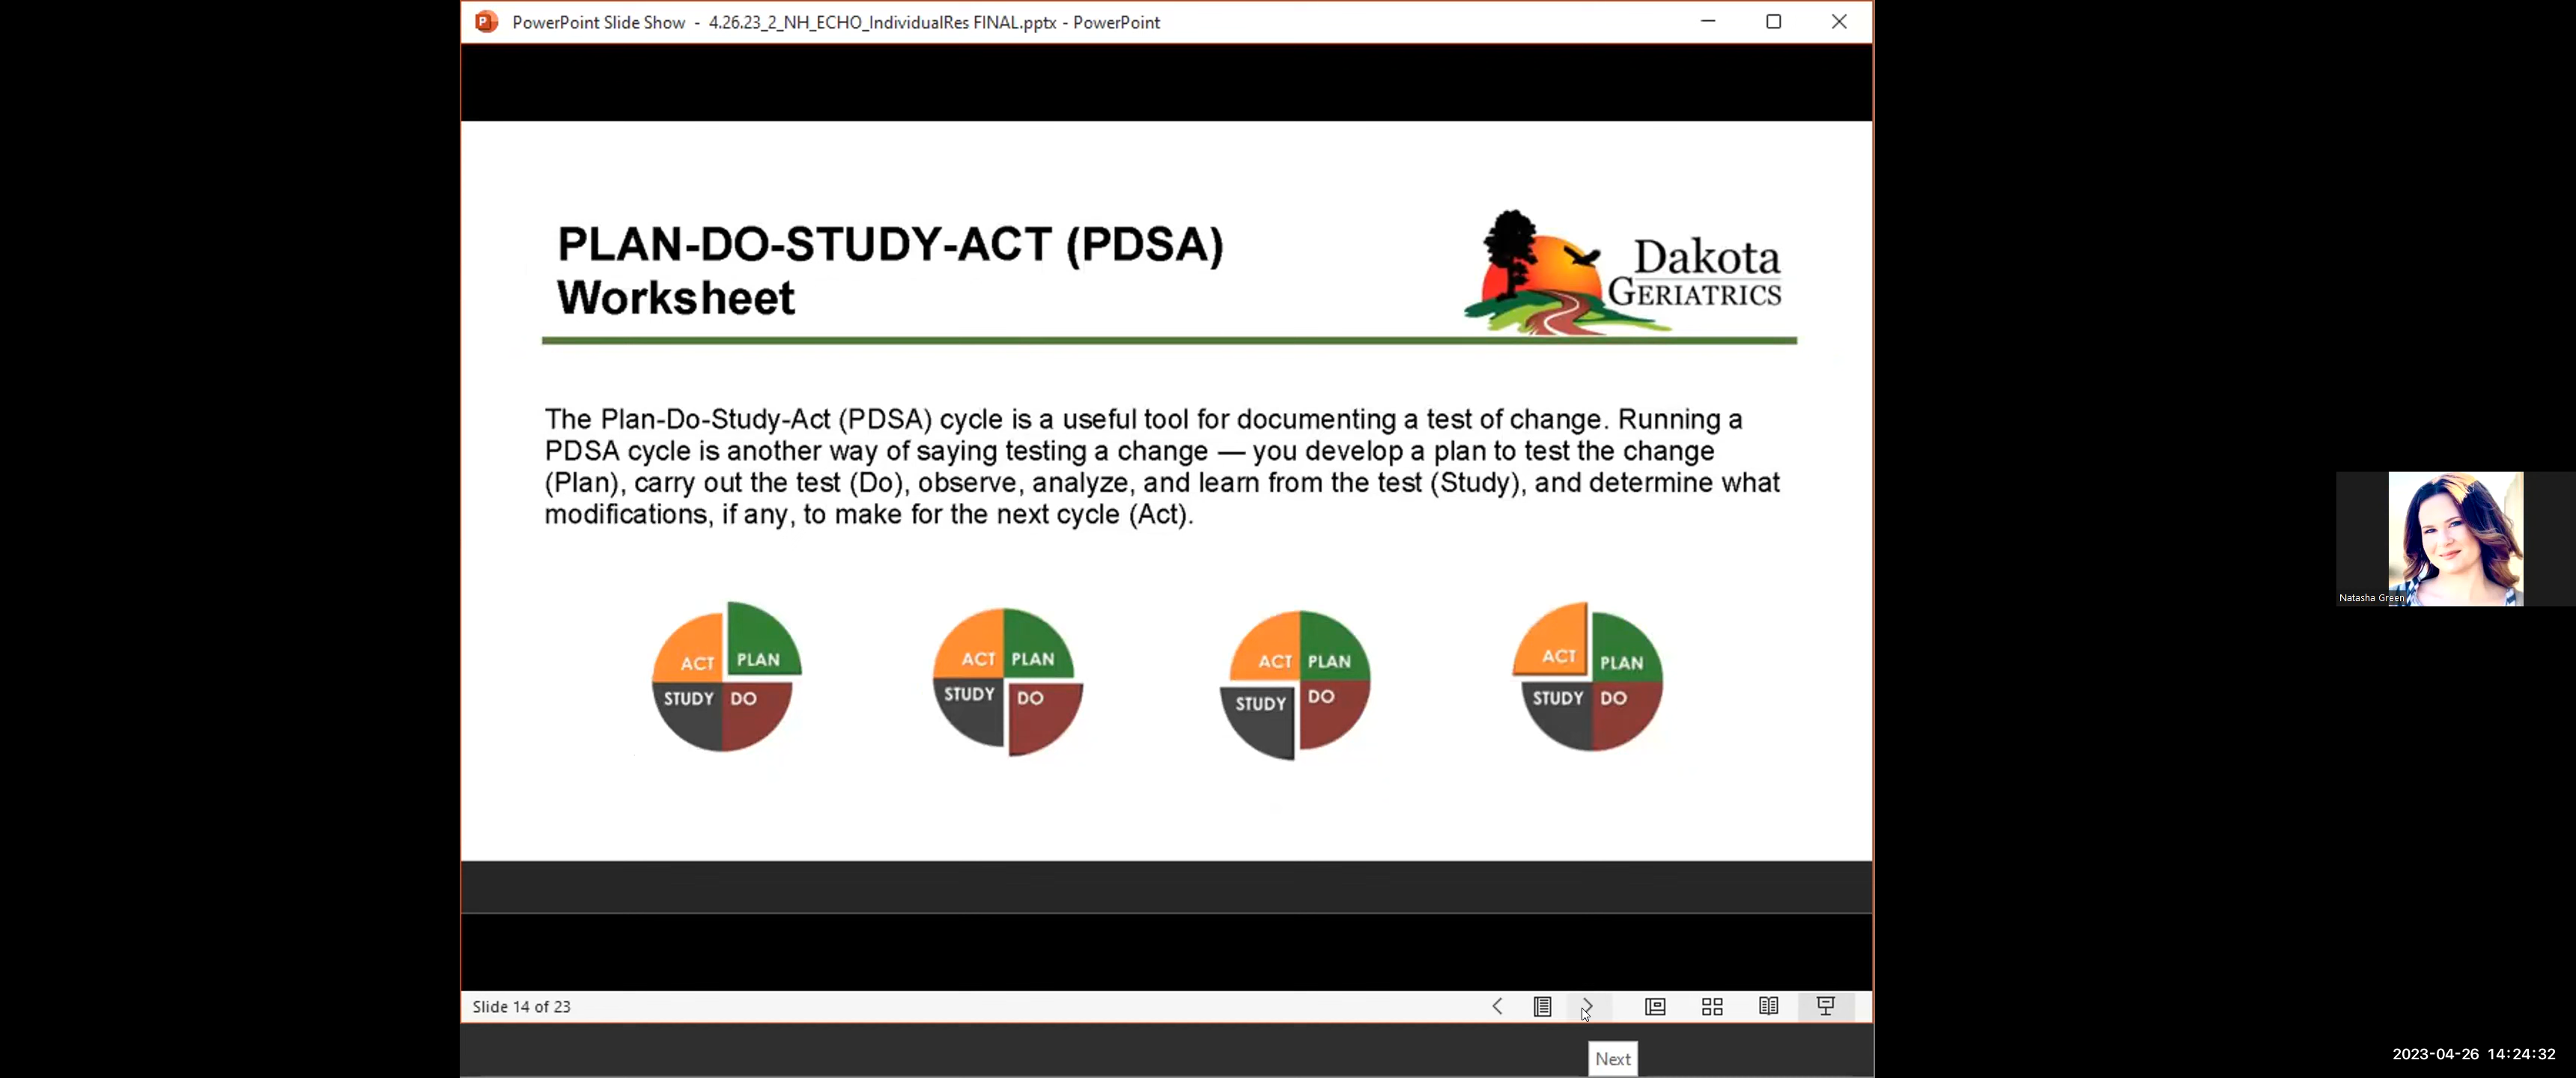 PowerPoint Slide Show - 4.26.23_2_NH_ECHO_IndividualRes FINAL.pptx - PowerPoint
PLAN-DO-STUDY-ACT (PDSA)
Worksheet
Dakota
GERIATRICS
The Plan-Do-Study-Act (PDSA) cycle is a useful tool for documenting a test of change. Running a
PDSA cycle is another way of saying testing a change — you develop a plan to test the change
(Plan), carry out the test (Do), observe, analyze, and learn from the test (Study), and determine what
modifications, if any, to make for the next cycle (Act).
ACT PLAN
STUDY DO
ACT PLAN
STUDY DO
ACT PLAN
STUDY DO
ACT PLAN
STUDY DO
Natasha Green
Slide 14 of 23
Next
2023-04-26 14:24:32